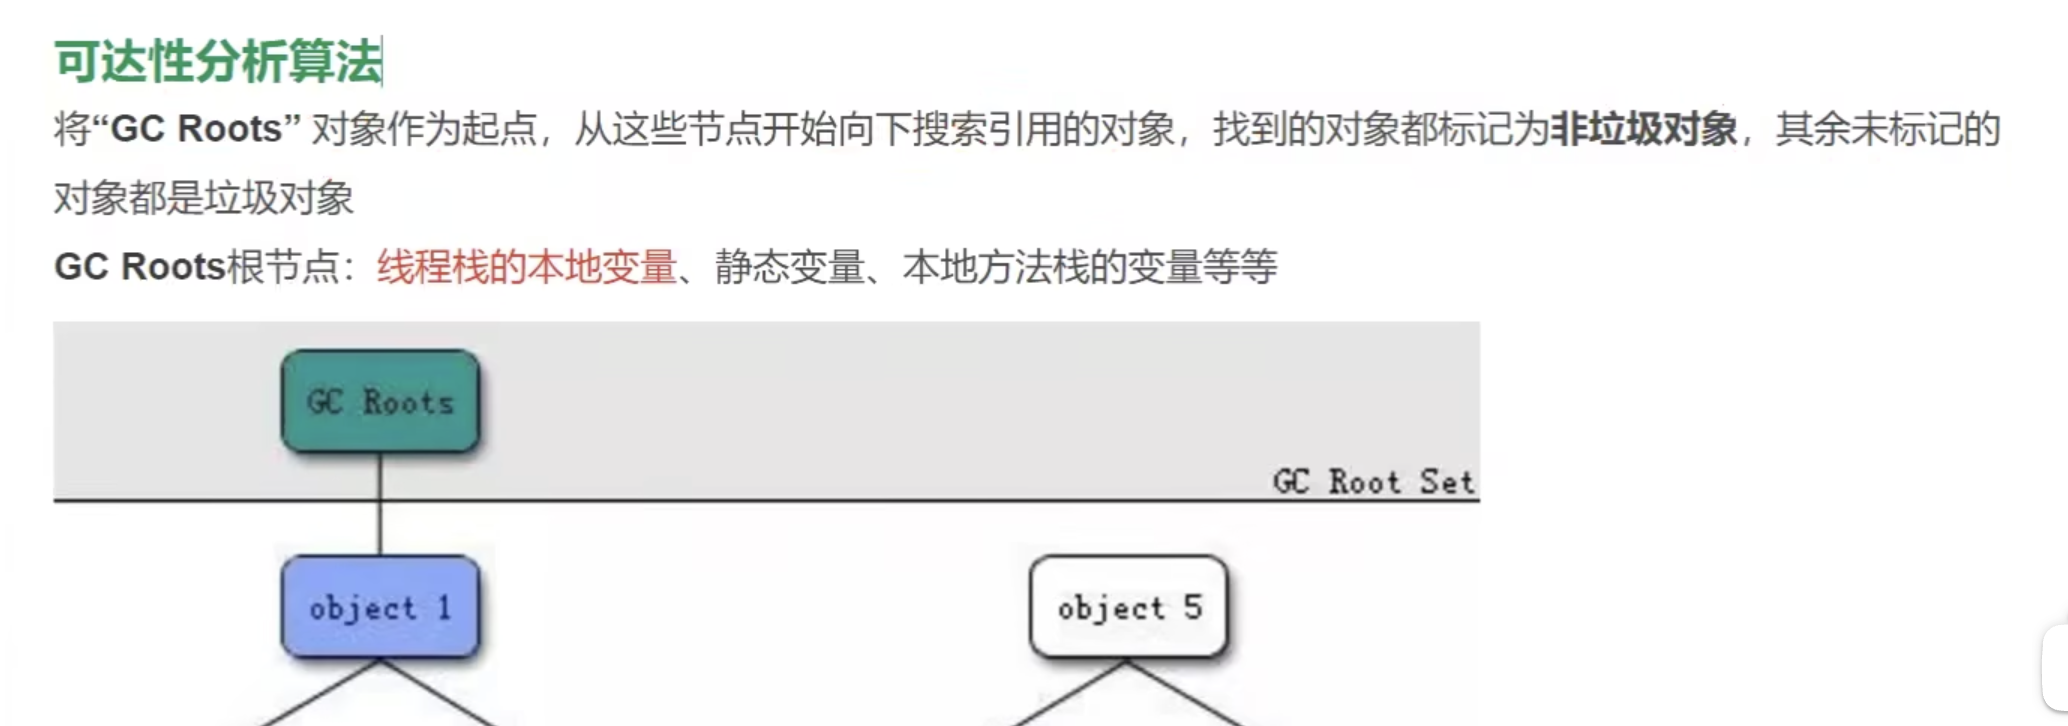 可达性分析算法
将“GC Roots” 对象作为起点，从这些节点开始向下搜索引用的对象，找到的对象都标记为非垃圾对象，其余未标记的
对象都是垃圾对象
GC Roots根节点：线程栈的本地变量、静态变量、本地方法栈的变量等等
GC Roots
GC Root Set
object 1
object 5